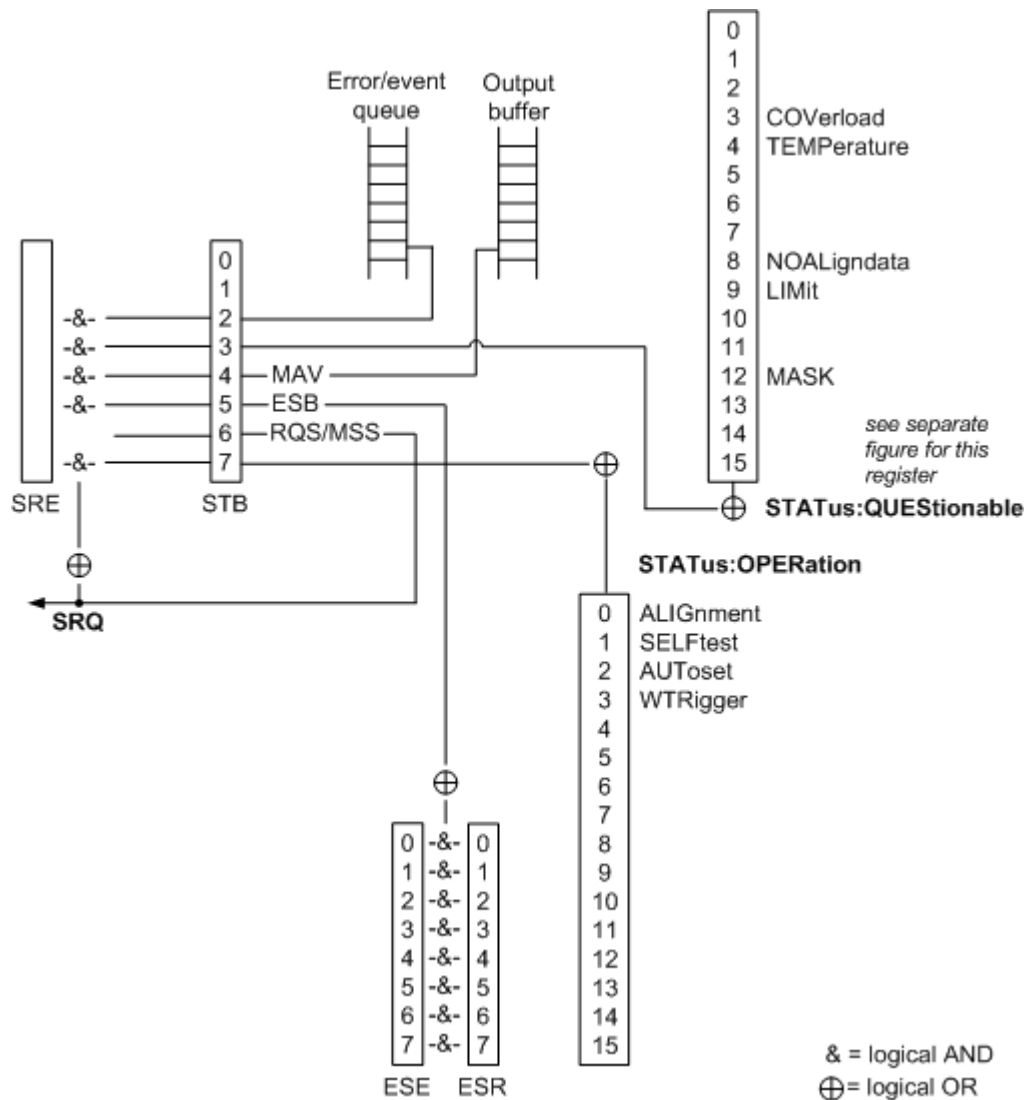 Error/event
queue
Output
buffer
0
1
2
3 COVerload
4 TEMPerature
5
6
7
8 NOALigndata
9 LIMit
10
11
12 MASK
13
14
15
see separate
figure for this
register
STATus:QUEStionable
0
1
-&- 2
-&- 3
-&- 4 MAV
-&- 5 ESB
6 RQS/MSS
-&- 7
SRE STB
SRQ
STATus:OPERation
0 ALIGnment
1 SELFtest
2 AUToset
3 WTRigger
4
5
6
7
8
9
10
11
12
13
14
15
0 -&- 0
1 -&- 1
2 -&- 2
3 -&- 3
4 -&- 4
5 -&- 5
6 -&- 6
7 -&- 7
ESE ESR
& = logical AND
⊕ = logical OR